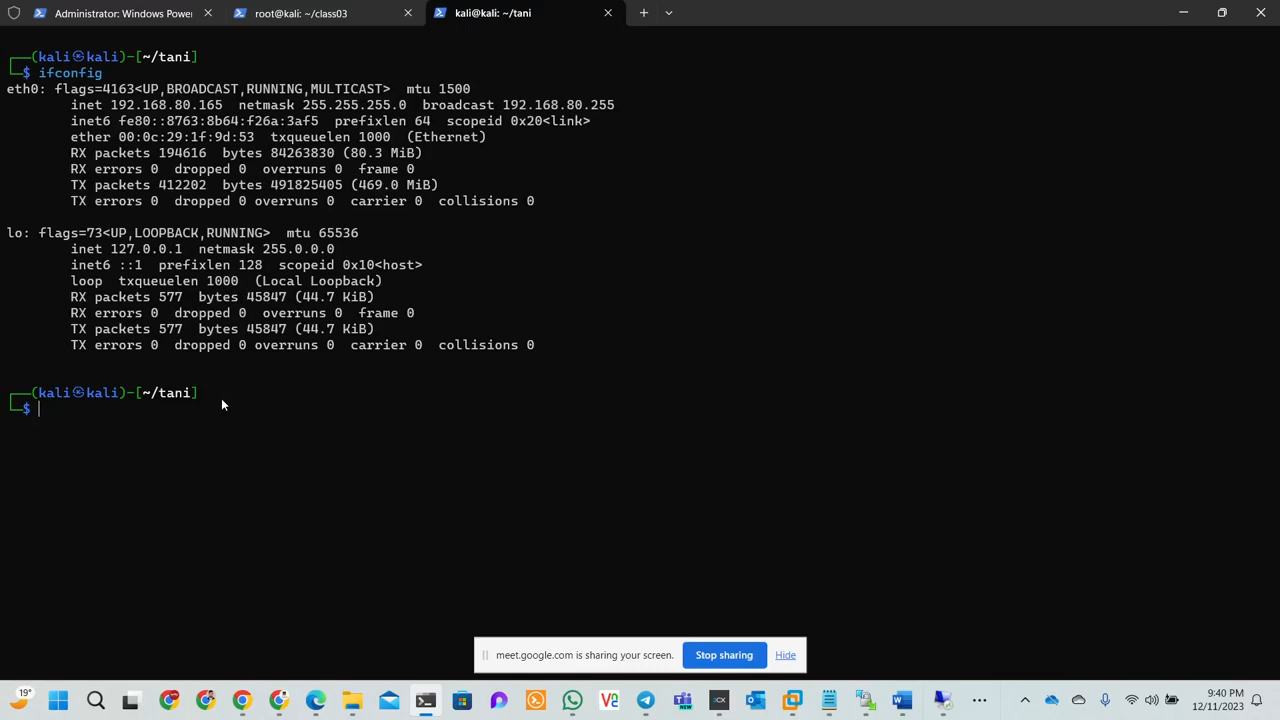 Administrator: Windows Power
root@kali: ~/class03
kali@kali: ~/tani
┌──(kali㉿kali)-[~/tani]
└─$ ifconfig
eth0: flags=4163<UP,BROADCAST,RUNNING,MULTICAST>  mtu 1500
        inet 192.168.80.165  netmask 255.255.255.0  broadcast 192.168.80.255
        inet6 fe80::8763:8b64:f26a:3af5  prefixlen 64  scopeid 0x20<link>
        ether 00:0c:29:1f:9d:53  txqueuelen 1000  (Ethernet)
        RX packets 194616  bytes 84263830 (80.3 MiB)
        RX errors 0  dropped 0  overruns 0  frame 0
        TX packets 412202  bytes 491825405 (469.0 MiB)
        TX errors 0  dropped 0 overruns 0  carrier 0  collisions 0
lo: flags=73<UP,LOOPBACK,RUNNING>  mtu 65536
        inet 127.0.0.1  netmask 255.0.0.0
        inet6 ::1  prefixlen 128  scopeid 0x10<host>
        loop  txqueuelen 1000  (Local Loopback)
        RX packets 577  bytes 45847 (44.7 KiB)
        RX errors 0  dropped 0  overruns 0  frame 0
        TX packets 577  bytes 45847 (44.7 KiB)
        TX errors 0  dropped 0 overruns 0  carrier 0  collisions 0
┌──(kali㉿kali)-[~/tani]
└─$
meet.google.com is sharing your screen.
Stop sharing
Hide
19°
NEW
9:40 PM
12/11/2023